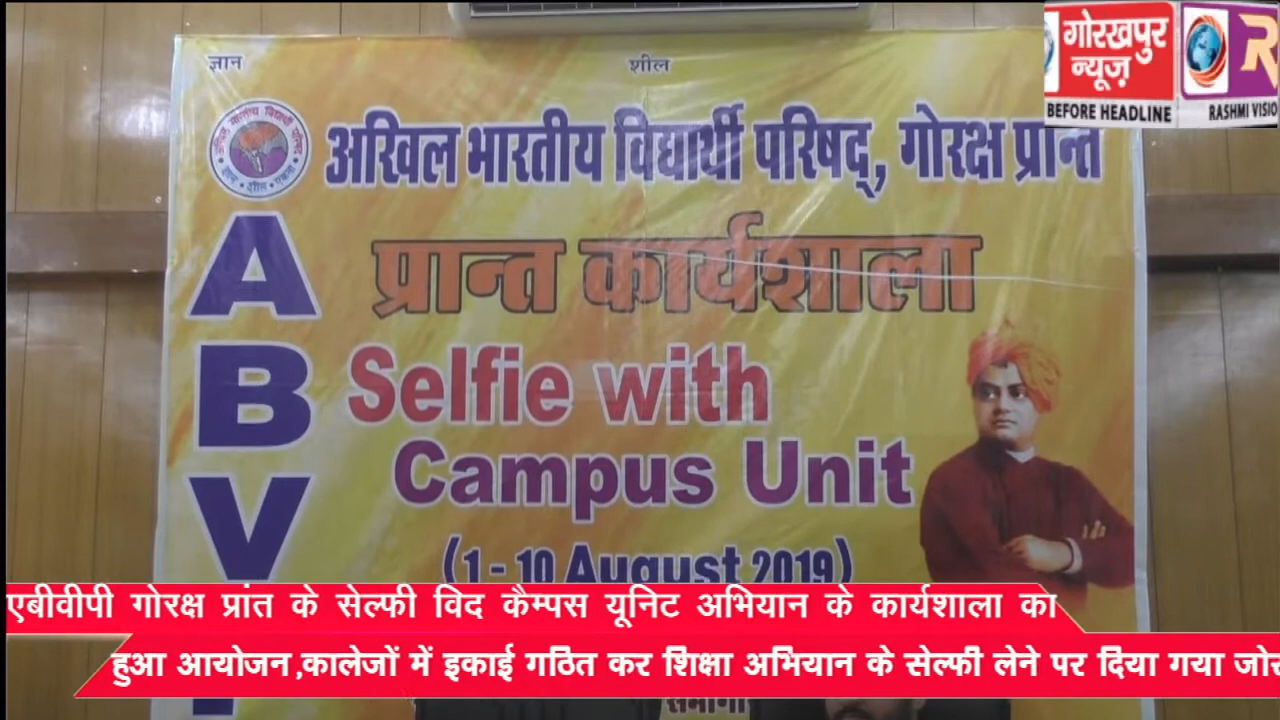 ज्ञान
शील
गोरखपुर
न्यूज़
BEFORE HEADLINE
R
RASHMI VISIO
अखिल भारतीय विद्यार्थी परिषद्, गोरक्ष प्रान्त
प्रान्त कार्यशाला
A
B
V
Selfie with
Campus Unit
(1 - 10 August 2019)
एबीवीपी गोरक्ष प्रांत के सेल्फी विद कैम्पस यूनिट अभियान के कार्यशाला का
हुआ आयोजन,कालेजों में इकाई गठित कर शिक्षा अभियान के सेल्फी लेने पर दिया गया